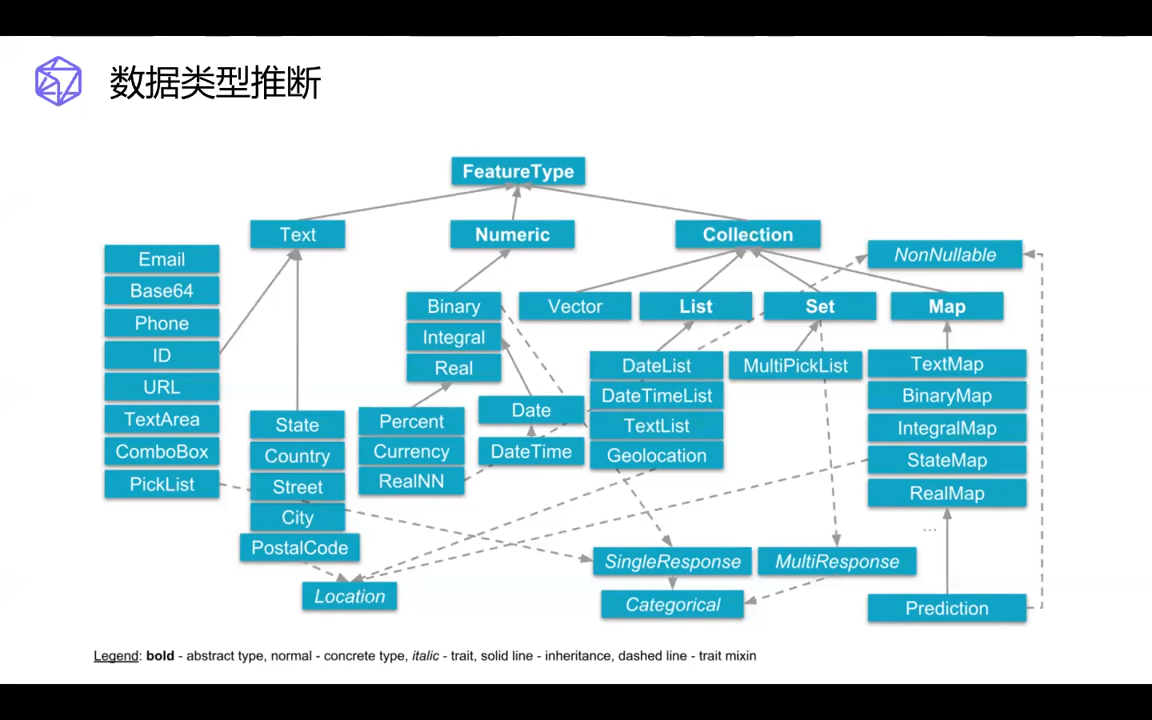 数据类型推断
FeatureType
Text
Numeric
Collection
NonNullable
Email
Base64
Phone
ID
URL
TextArea
ComboBox
PickList
State
Country
Street
City
PostalCode
Location
Binary
Integral
Real
Percent
Currency
RealNN
Date
DateTime
Vector
List
Set
Map
DateList
DateTimeList
TextList
Geolocation
MultiPickList
TextMap
BinaryMap
IntegralMap
StateMap
RealMap
...
SingleResponse
MultiResponse
Categorical
Prediction
Legend: bold - abstract type, normal - concrete type, italic - trait, solid line - inheritance, dashed line - trait mixin